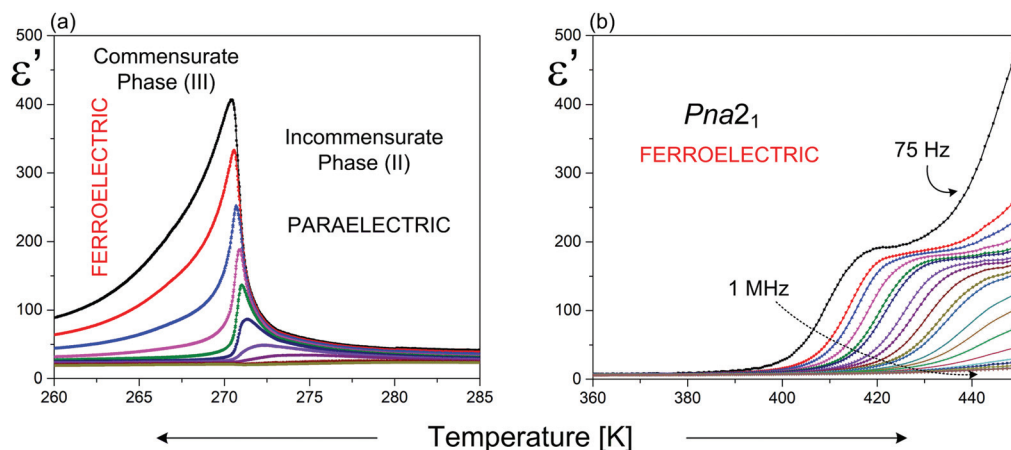 (a)
ε’
500
400
300
200
100
0
260
265
270
275
280
285
Commensurate
Phase (III)
FERROELECTRIC
Incommensurate
Phase (II)
PARAELECTRIC
(b)
ε’
500
400
300
200
100
0
360
380
400
420
440
Pna2₁
FERROELECTRIC
75 Hz
1 MHz
Temperature [K]